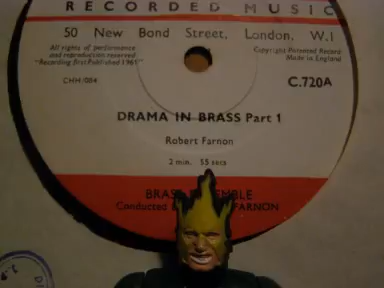 RECORDED MUSIC
50 New Bond Street, London. W.1
All rights of performance
and reproduction reserved
"Recording first Published 1961"
Copyright Patented Record
Made in England
CHH/084
C.720A
DRAMA IN BRASS Part 1
Robert Farnon
2 min. 55 secs
BRASS
Conducted FARNON